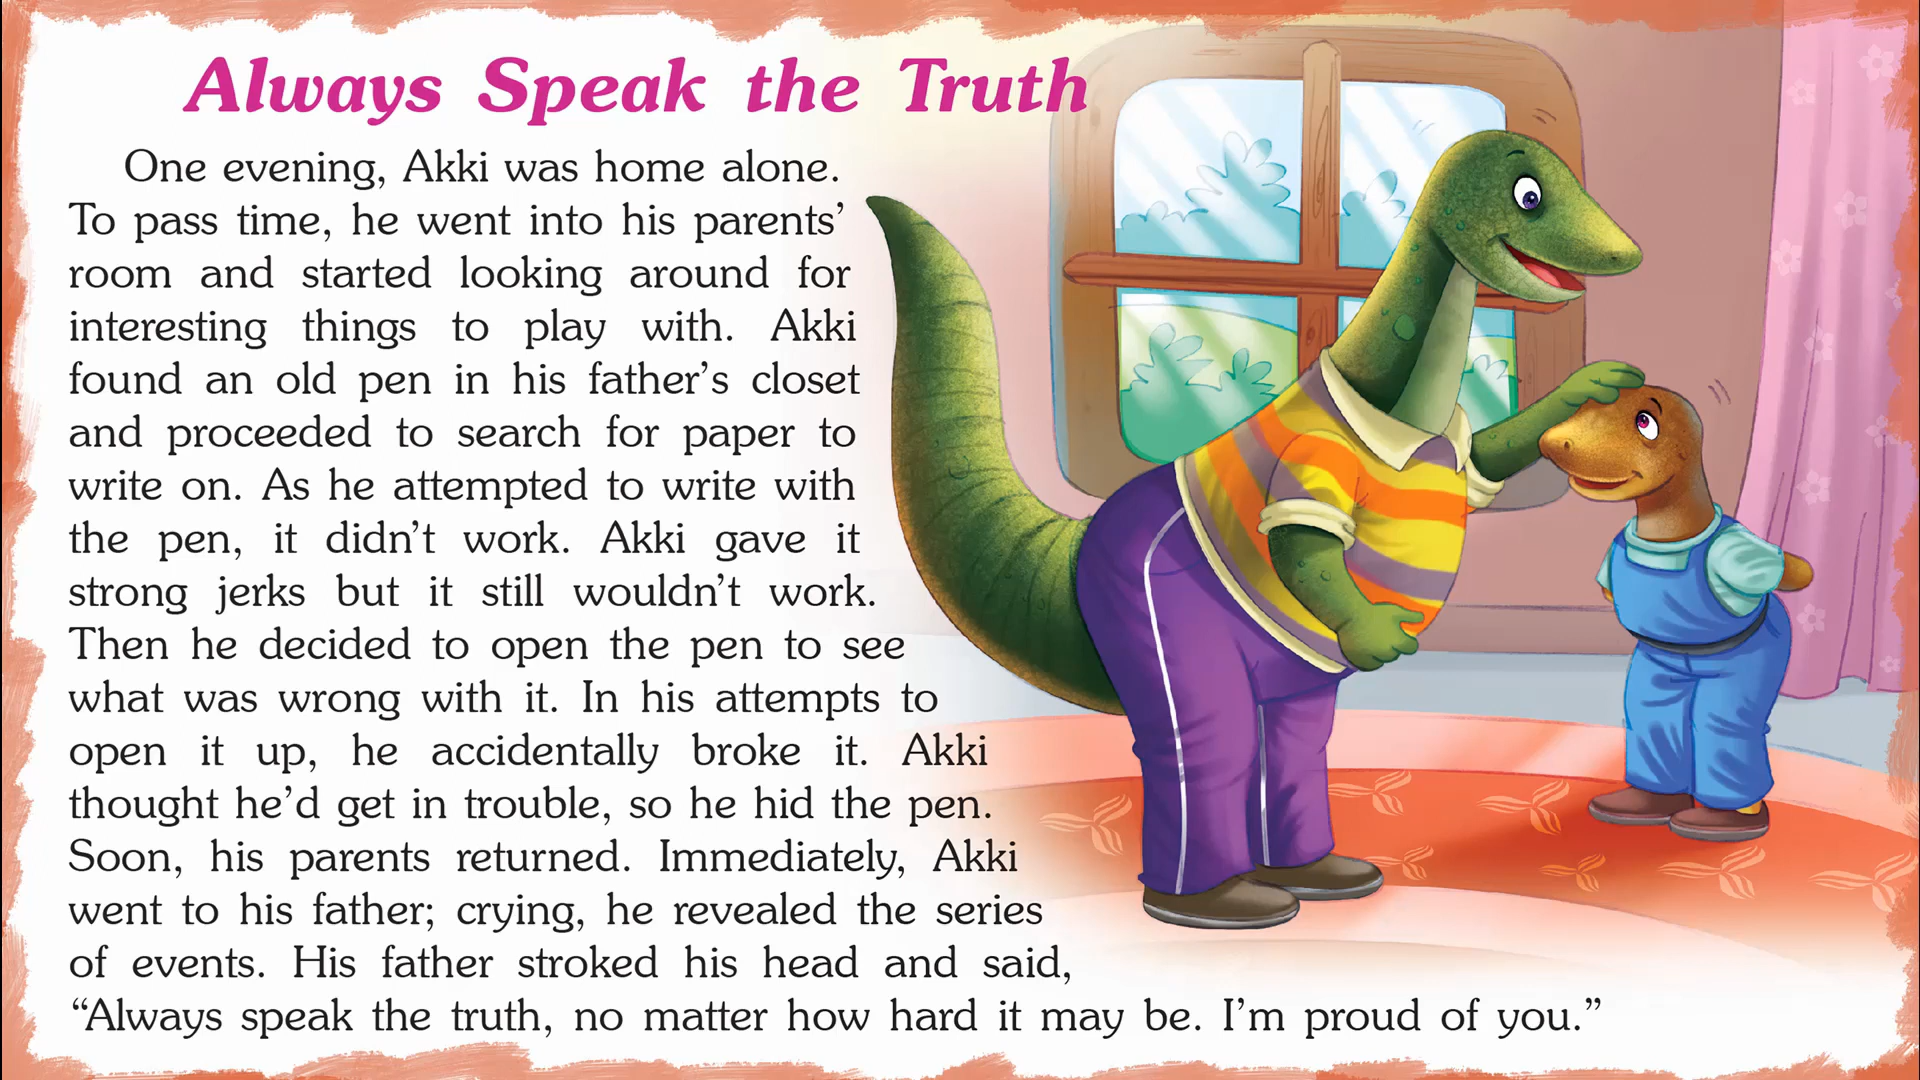 Always Speak the Truth
One evening, Akki was home alone.
To pass time, he went into his parents’
room and started looking around for
interesting things to play with. Akki
found an old pen in his father’s closet
and proceeded to search for paper to
write on. As he attempted to write with
the pen, it didn’t work. Akki gave it
strong jerks but it still wouldn’t work.
Then he decided to open the pen to see
what was wrong with it. In his attempts to
open it up, he accidentally broke it. Akki
thought he’d get in trouble, so he hid the pen.
Soon, his parents returned. Immediately, Akki
went to his father; crying, he revealed the series
of events. His father stroked his head and said,
“Always speak the truth, no matter how hard it may be. I’m proud of you.”